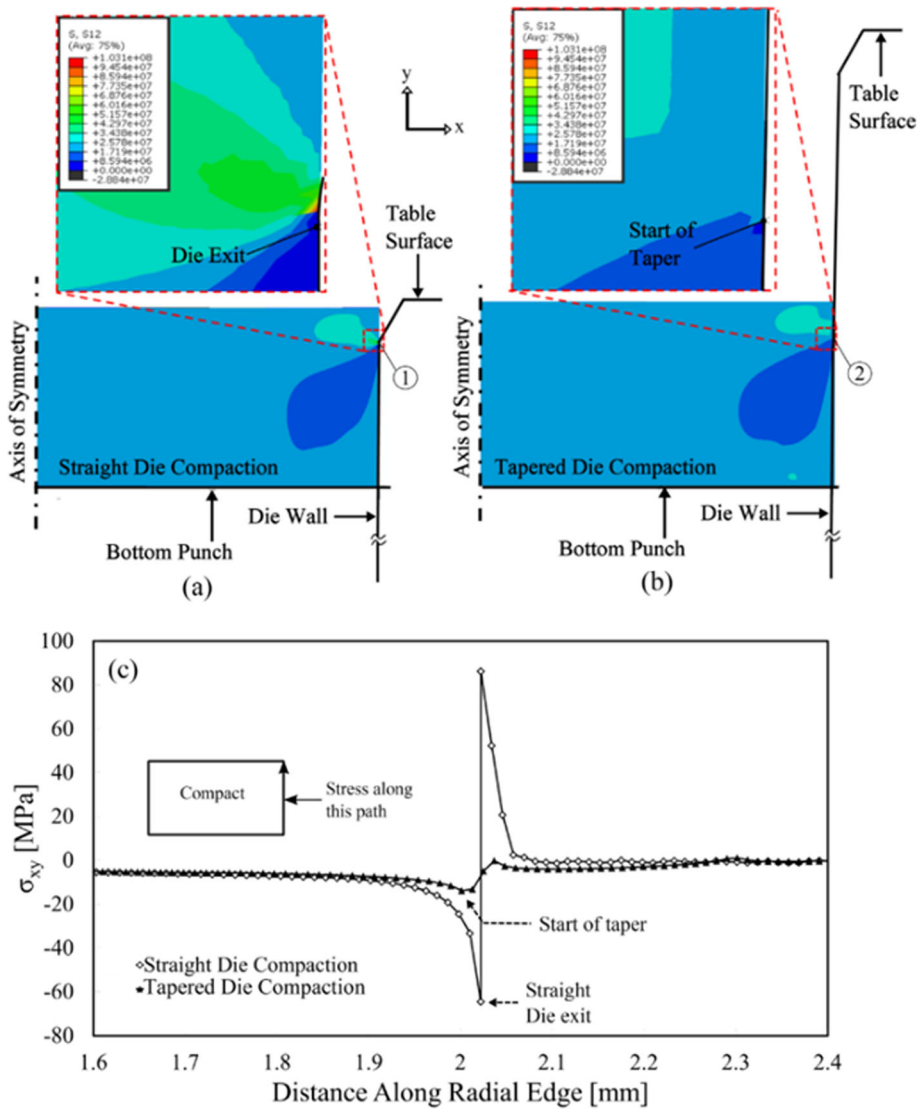 S, S12
(Avg: 75%)
+1.031e+08
+9.454e+07
+8.594e+07
+7.735e+07
+6.876e+07
+6.016e+07
+5.157e+07
+4.297e+07
+3.438e+07
+2.578e+07
+1.719e+07
+8.594e+06
+0.000e+00
-2.884e+07
Die Exit
y
x
Table
Surface
1
Axis of Symmetry
Straight Die Compaction
Die Wall
Bottom Punch
(a)
S, S12
(Avg: 75%)
+1.031e+08
+9.454e+07
+8.594e+07
+7.735e+07
+6.876e+07
+6.016e+07
+5.157e+07
+4.297e+07
+3.438e+07
+2.578e+07
+1.719e+07
+8.594e+06
+0.000e+00
-2.884e+07
Start of
Taper
Table
Surface
2
Axis of Symmetry
Tapered Die Compaction
Die Wall
Bottom Punch
(b)
(c)
σxy [MPa]
100
80
60
40
20
0
-20
-40
-60
-80
Compact
Stress along
this path
Start of taper
Straight Die Compaction
Tapered Die Compaction
Straight
Die exit
1.6
1.7
1.8
1.9
2
2.1
2.2
2.3
2.4
Distance Along Radial Edge [mm]